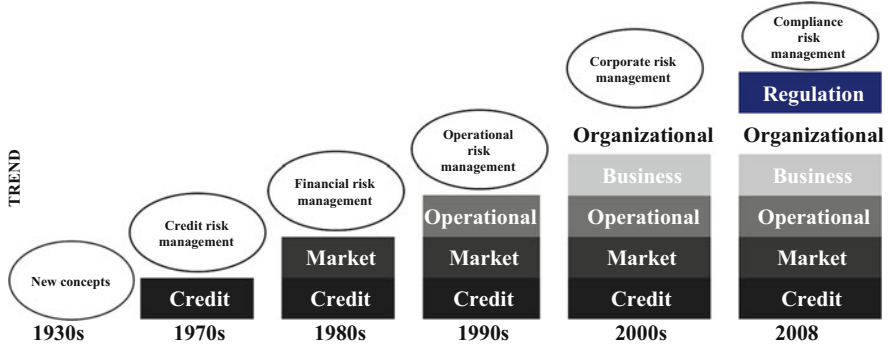 TREND
New concepts
1930s
Credit risk
management
Credit
1970s
Financial risk
management
Market
Credit
1980s
Operational
risk
management
Operational
Market
Credit
1990s
Corporate risk
management
Organizational
Business
Operational
Market
Credit
2000s
Compliance
risk
management
Regulation
Organizational
Business
Operational
Market
Credit
2008